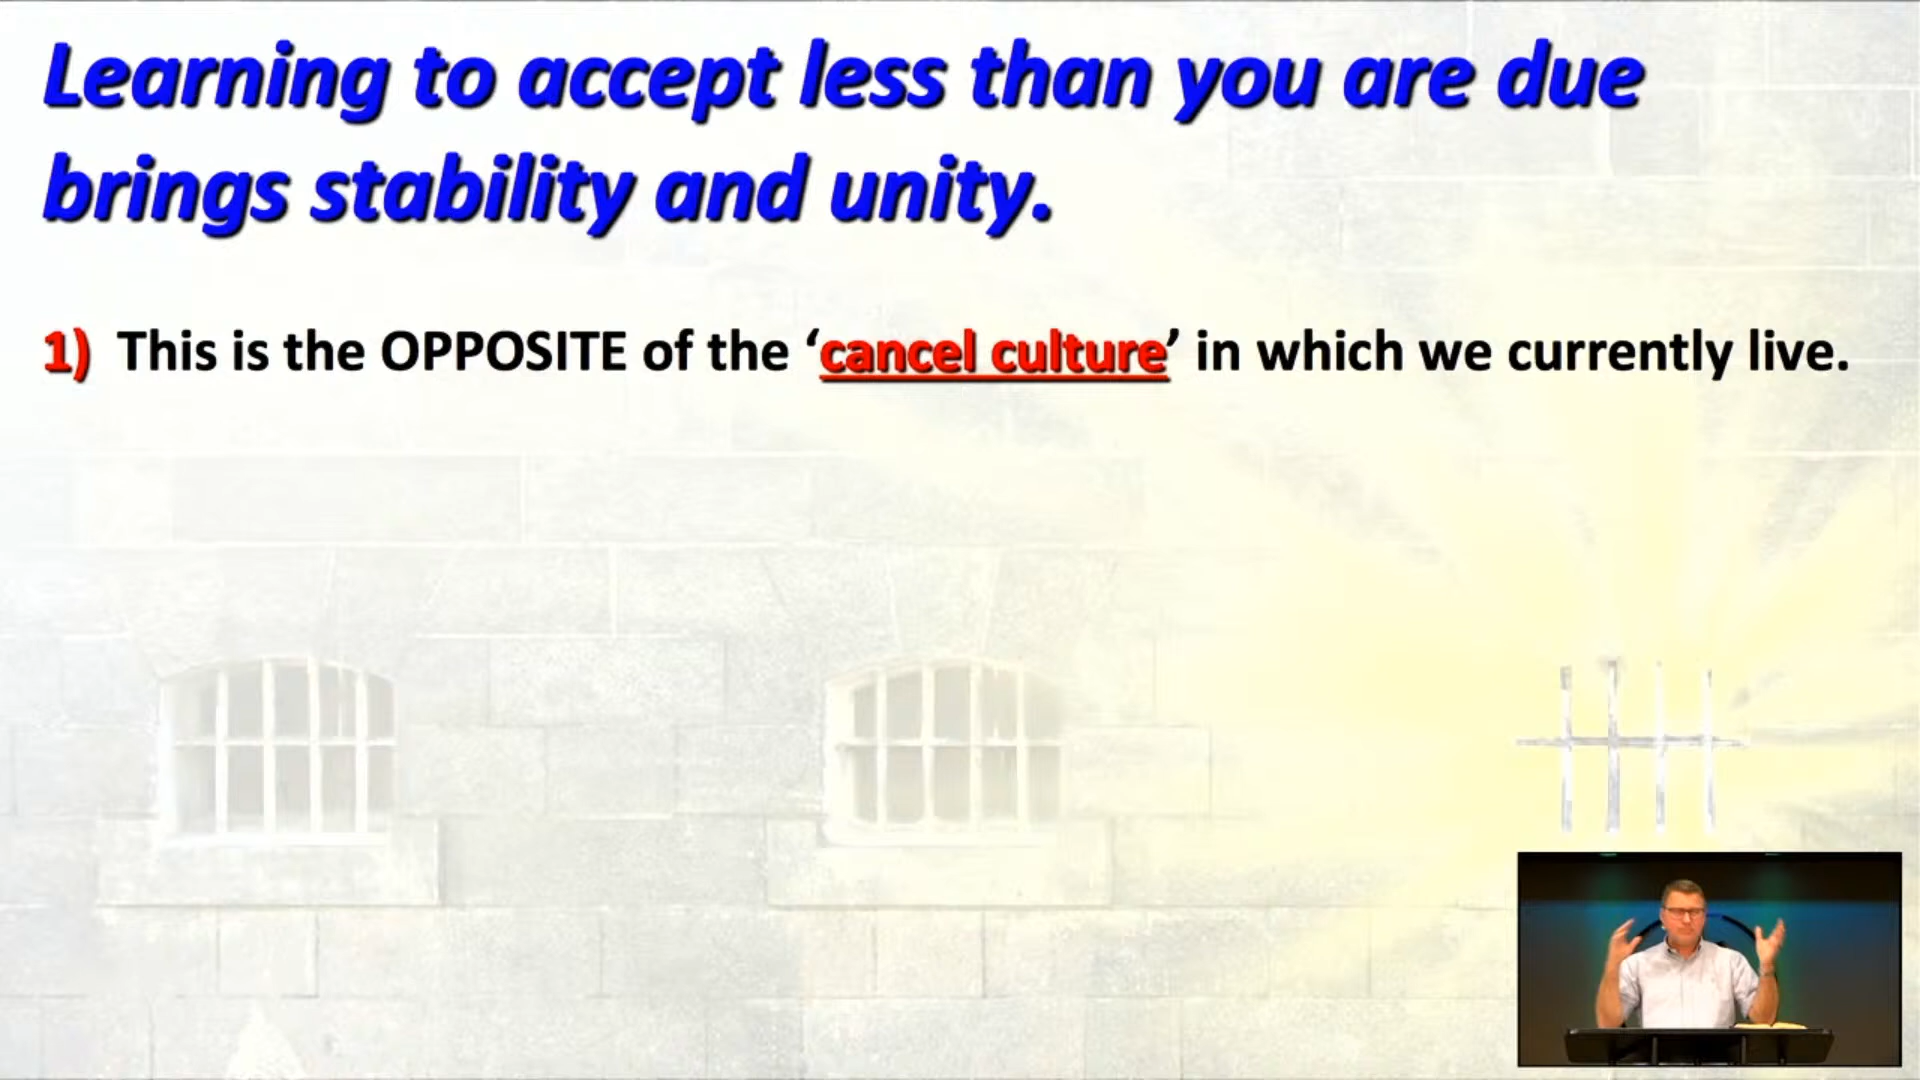 Learning to accept less than you are due
brings stability and unity.
1) This is the OPPOSITE of the ‘cancel culture’ in which we currently live.